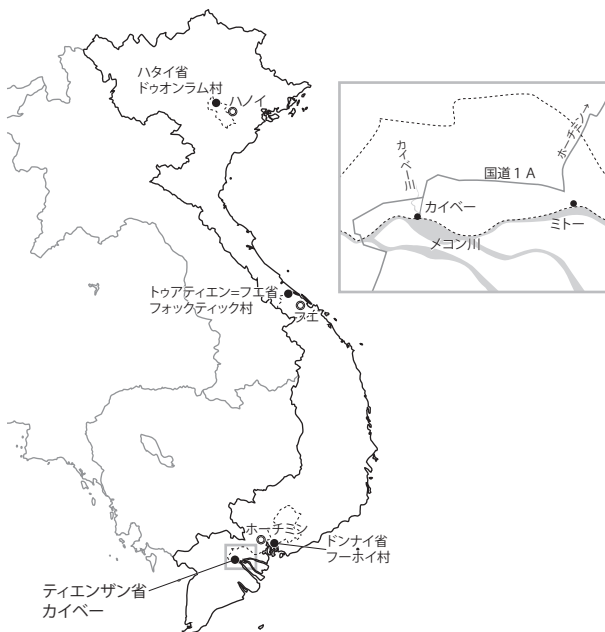 ハタイ省
ドゥオンラム村
ハノイ
トゥアティエン=フエ省
フォックティック村
フエ
ホーチミン
ドンナイ省
フーホイ村
ティエンザン省
カイベー
ホーチミンへ
国道１A
カイベー川
カイベー
ミトー
メコン川